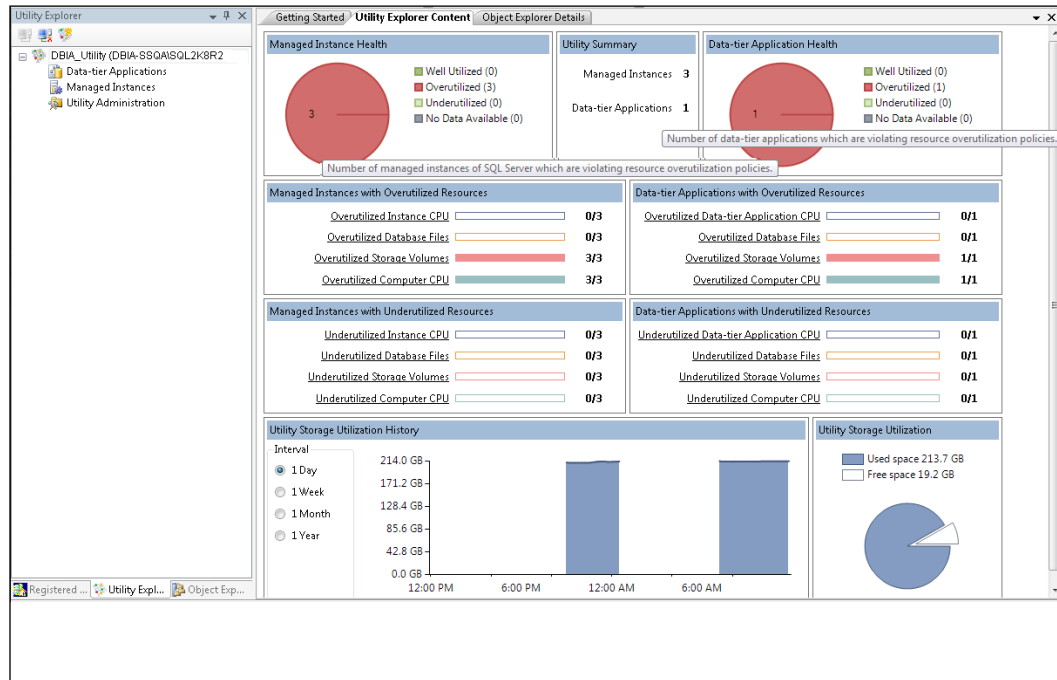 Utility Explorer
DBIA_Utility (DBIA-SSQA\SQL2K8R2
Data-tier Applications
Managed Instances
Utility Administration
Registered ...
Utility Expl...
Object Exp...
Getting Started
Utility Explorer Content
Object Explorer Details
Managed Instance Health
3
Well Utilized (0)
Overutilized (3)
Underutilized (0)
No Data Available (0)
Number of managed instances of SQL Server which are violating resource overutilization policies.
Utility Summary
Managed Instances 3
Data-tier Applications 1
Data-tier Application Health
1
Well Utilized (0)
Overutilized (1)
Underutilized (0)
No Data Available (0)
Number of data-tier applications which are violating resource overutilization policies.
Managed Instances with Overutilized Resources
Overutilized Instance CPU 0/3
Overutilized Database Files 0/3
Overutilized Storage Volumes 3/3
Overutilized Computer CPU 3/3
Data-tier Applications with Overutilized Resources
Overutilized Data-tier Application CPU 0/1
Overutilized Database Files 0/1
Overutilized Storage Volumes 1/1
Overutilized Computer CPU 1/1
Managed Instances with Underutilized Resources
Underutilized Instance CPU 0/3
Underutilized Database Files 0/3
Underutilized Storage Volumes 0/3
Underutilized Computer CPU 0/3
Data-tier Applications with Underutilized Resources
Underutilized Data-tier Application CPU 0/1
Underutilized Database Files 0/1
Underutilized Storage Volumes 0/1
Underutilized Computer CPU 0/1
Utility Storage Utilization History
Interval
1 Day
1 Week
1 Month
1 Year
214.0 GB
171.2 GB
128.4 GB
85.6 GB
42.8 GB
0.0 GB
12:00 PM 6:00 PM 12:00 AM 6:00 AM
Utility Storage Utilization
Used space 213.7 GB
Free space 19.2 GB